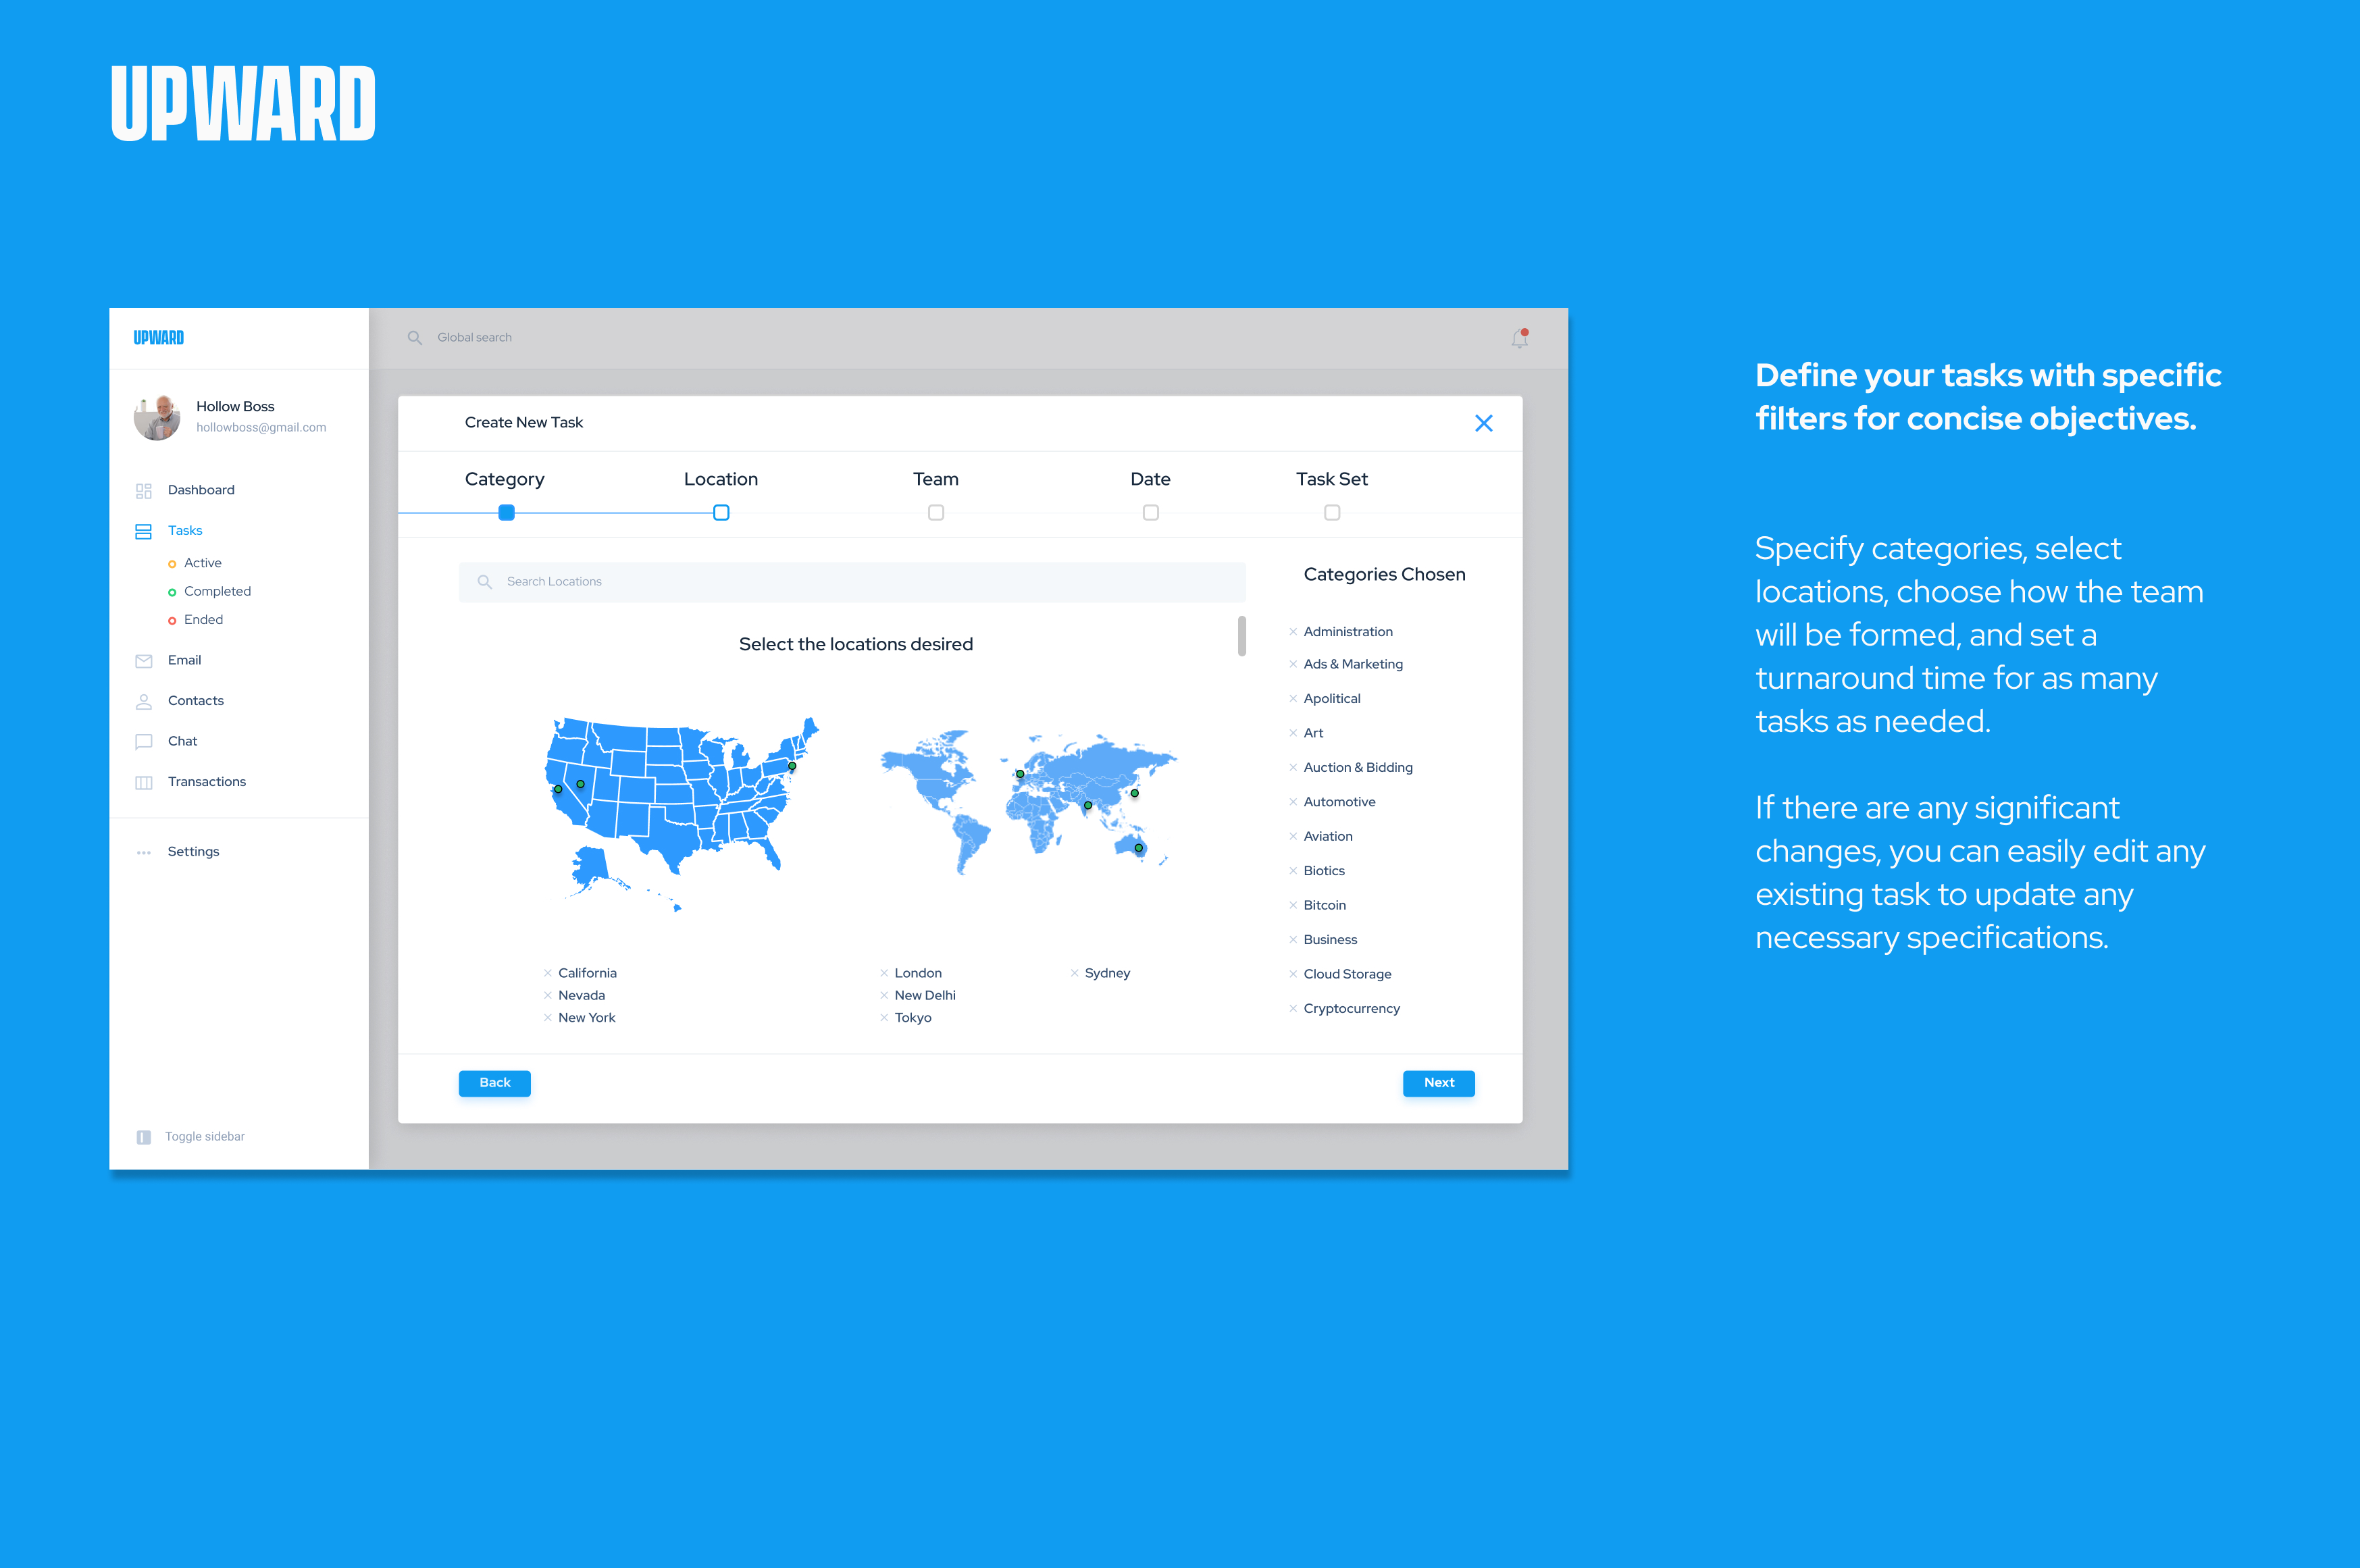 UPWARD
UPWARD
Global search
Hollow Boss
hollowboss@gmail.com
Dashboard
Tasks
Active
Completed
Ended
Email
Contacts
Chat
Transactions
Settings
Toggle sidebar
Create New Task
Category
Location
Team
Date
Task Set
Search Locations
Select the locations desired
California
Nevada
New York
London
New Delhi
Tokyo
Sydney
Categories Chosen
Administration
Ads & Marketing
Apolitical
Art
Auction & Bidding
Automotive
Aviation
Biotics
Bitcoin
Business
Cloud Storage
Cryptocurrency
Back
Next
Define your tasks with specific
filters for concise objectives.
Specify categories, select
locations, choose how the team
will be formed, and set a
turnaround time for as many
tasks as needed.
If there are any significant
changes, you can easily edit any
existing task to update any
necessary specifications.